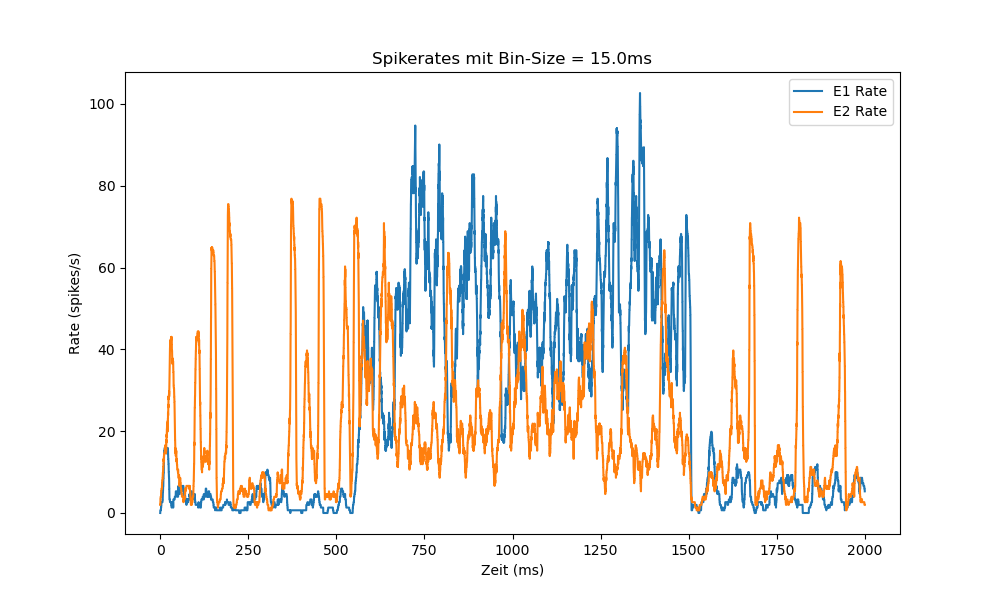 Spikerates mit Bin-Size = 15.0ms
E1 Rate
E2 Rate
Rate (spikes/s)
100
80
60
40
20
0
0 250 500 750 1000 1250 1500 1750 2000
Zeit (ms)